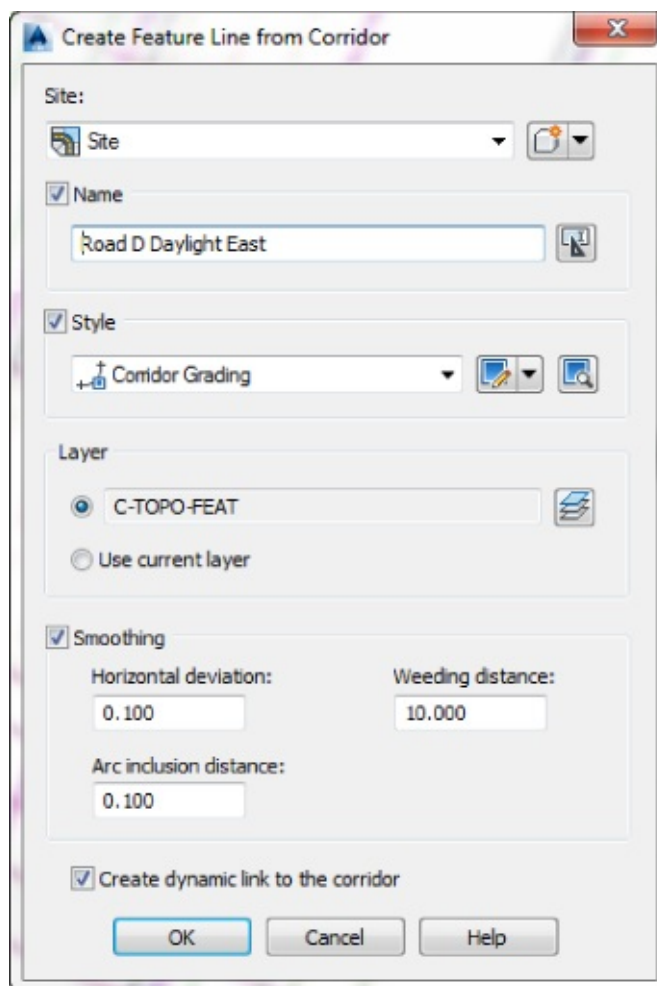 Create Feature Line from Corridor
Site:
Site
Name
Road D Daylight East
Style
Corridor Grading
Layer
C-TOPO-FEAT
Use current layer
Smoothing
Horizontal deviation: Weeding distance:
0.100 10.000
Arc inclusion distance:
0.100
Create dynamic link to the corridor
OK Cancel Help